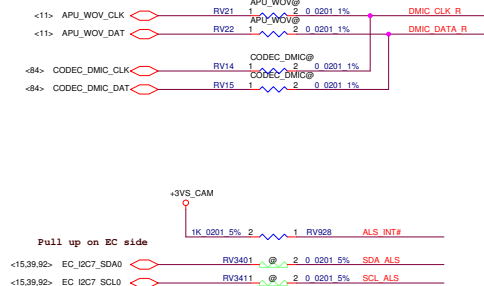 APU_WOV@
<11> APU_WOV_CLK RV21 1 2 0_0201_1% DMIC_CLK_R
APU_WOV@
<11> APU_WOV_DAT RV22 1 2 0_0201_1% DMIC_DATA_R
CODEC_DMIC@
<84> CODEC_DMIC_CLK RV14 1 2 0_0201_1%
CODEC_DMIC@
<84> CODEC_DMIC_DAT RV15 1 2 0_0201_1%
+3VS_CAM
1K_0201_5% 2 1 RV928 ALS_INT#
Pull up on EC side
<15,39,92> EC_I2C7_SDA0 RV3401 @ 2 0_0201_5% SDA_ALS
<15,39,92> EC_I2C7_SCL0 RV3411 @ 2 0_0201_5% SCL_ALS